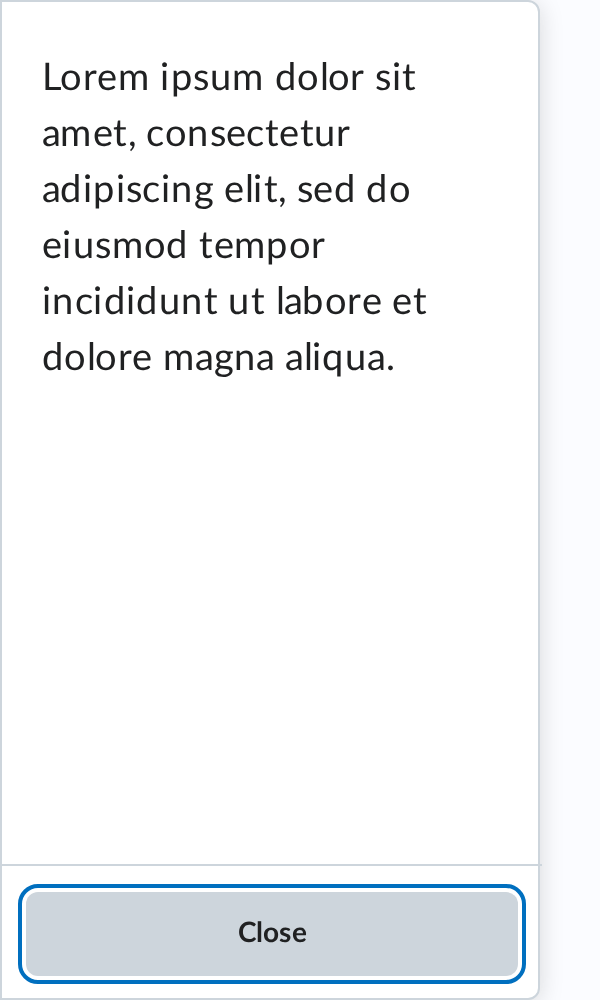 Lorem ipsum dolor sit
amet, consectetur
adipiscing elit, sed do
eiusmod tempor
incididunt ut labore et
dolore magna aliqua.
Close